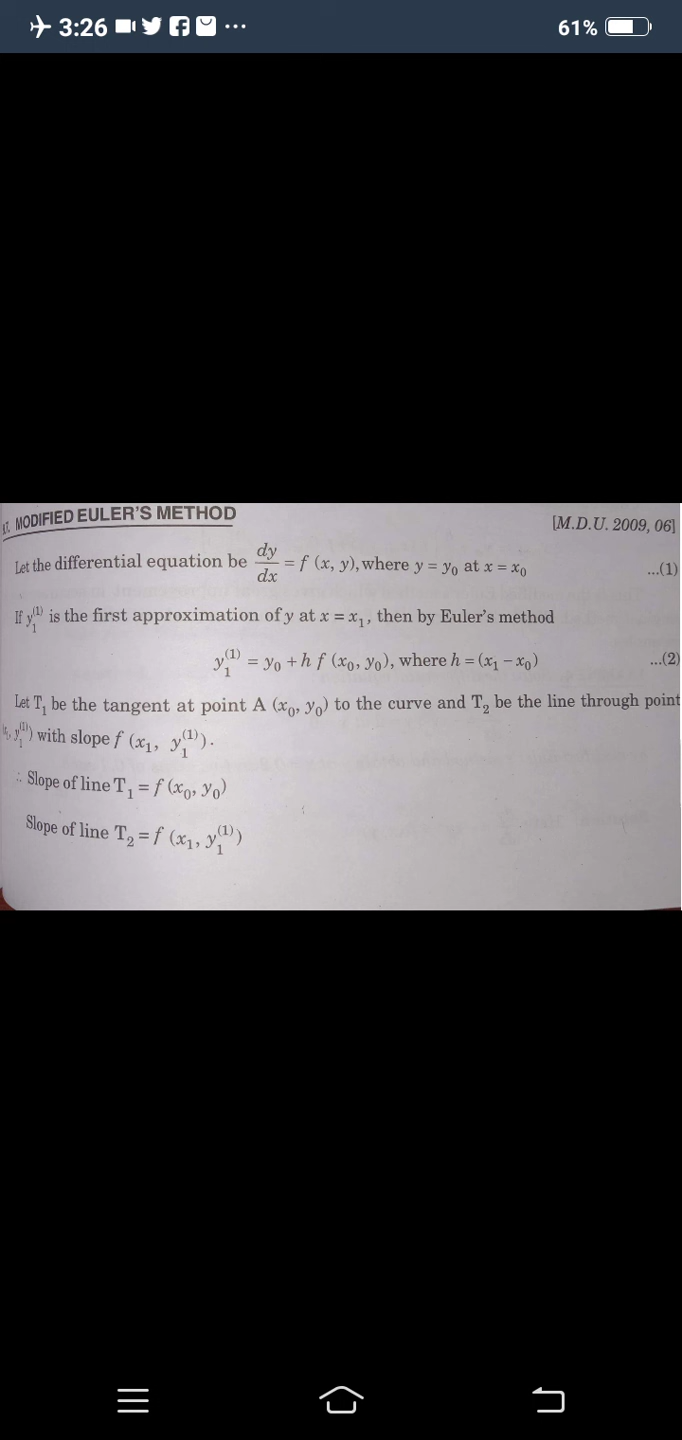 3:26 ... 61%
MODIFIED EULER'S METHOD [M.D.U. 2009, 06]
Let the differential equation be dy/dx = f (x, y), where y = y₀ at x = x₀ ...(1)
If y₁⁽¹⁾ is the first approximation of y at x = x₁, then by Euler's method
y₁⁽¹⁾ = y₀ + h f (x₀, y₀), where h = (x₁ – x₀) ...(2)
Let T₁ be the tangent at point A (x₀, y₀) to the curve and T₂ be the line through point
y₁⁽¹⁾) with slope f (x₁, y₁⁽¹⁾).
∴ Slope of line T₁ = f (x₀, y₀)
Slope of line T₂ = f (x₁, y₁⁽¹⁾)